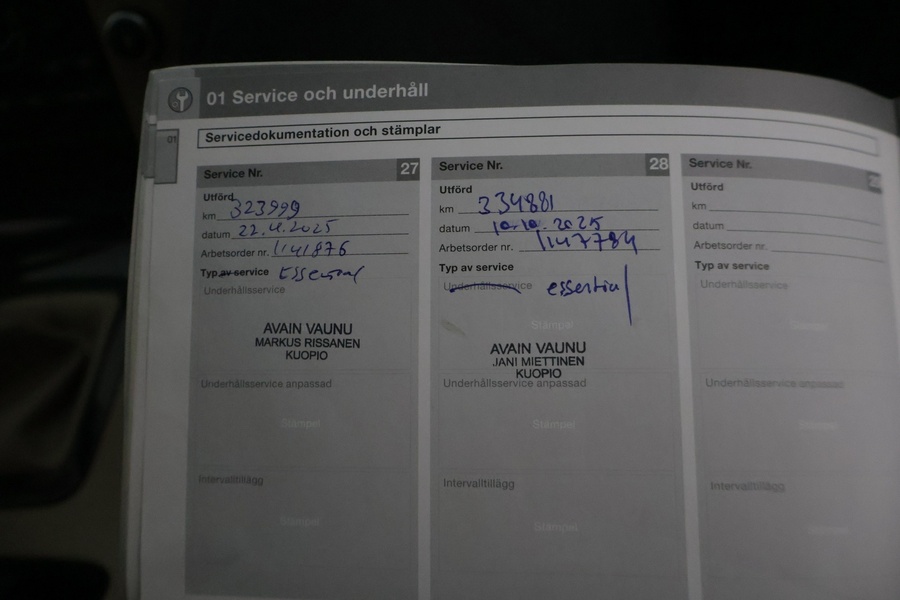 01 Service och underhåll
01
Servicedokumentation och stämplar
Service Nr. 27
Utförd
km 323999
datum 22.4.2025
Arbetsorder nr. 1141876
Typ av service Essential
Underhållsservice
AVAIN VAUNU
MARKUS RISSANEN
KUOPIO
Underhållsservice anpassad
Stämpel
Intervalltillägg
Stämpel
Service Nr. 28
Utförd
km 334881
datum 10.10.2025
Arbetsorder nr. 1147784
Typ av service
Underhållsservice essential
Stämpel
AVAIN VAUNU
JANI MIETTINEN
KUOPIO
Underhållsservice anpassad
Stämpel
Intervalltillägg
Stämpel
Service Nr.
Utförd
km
datum
Arbetsorder nr.
Typ av service
Underhållsservice
Stämpel
Underhållsservice anpassad
Stämpel
Intervalltillägg
Stämpel